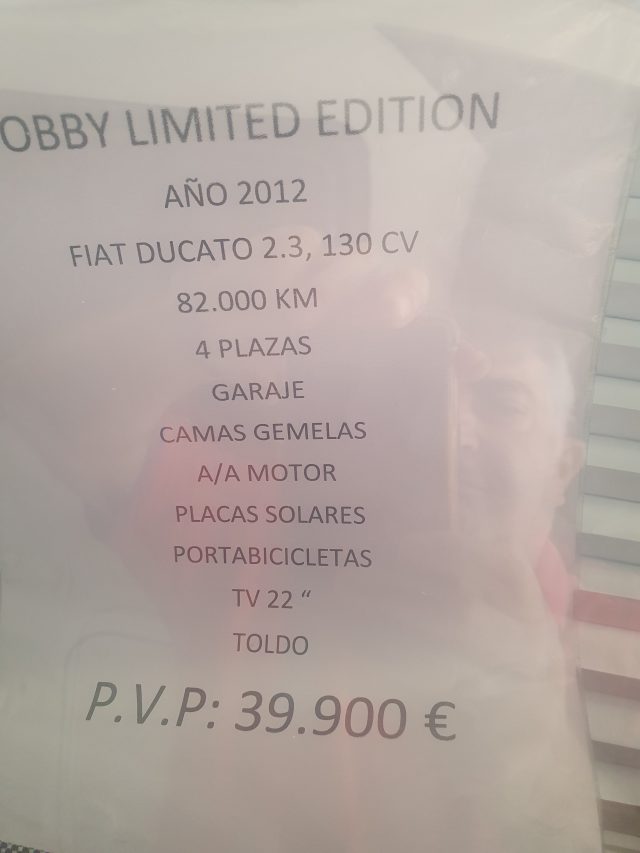 OBBY LIMITED EDITION
AÑO 2012
FIAT DUCATO 2.3, 130 CV
82.000 KM
4 PLAZAS
GARAJE
CAMAS GEMELAS
A/A MOTOR
PLACAS SOLARES
PORTABICICLETAS
TV 22 “
TOLDO
P.V.P: 39.900 €